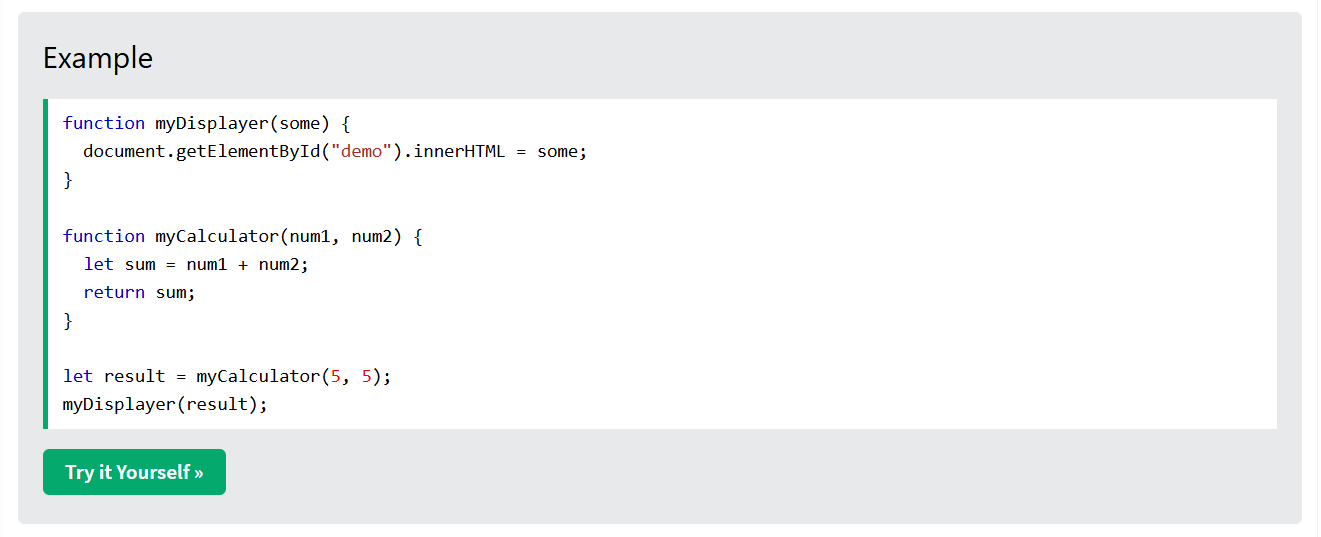 Example
function myDisplayer(some) {
  document.getElementById("demo").innerHTML = some;
}
function myCalculator(num1, num2) {
  let sum = num1 + num2;
  return sum;
}
let result = myCalculator(5, 5);
myDisplayer(result);
Try it Yourself »